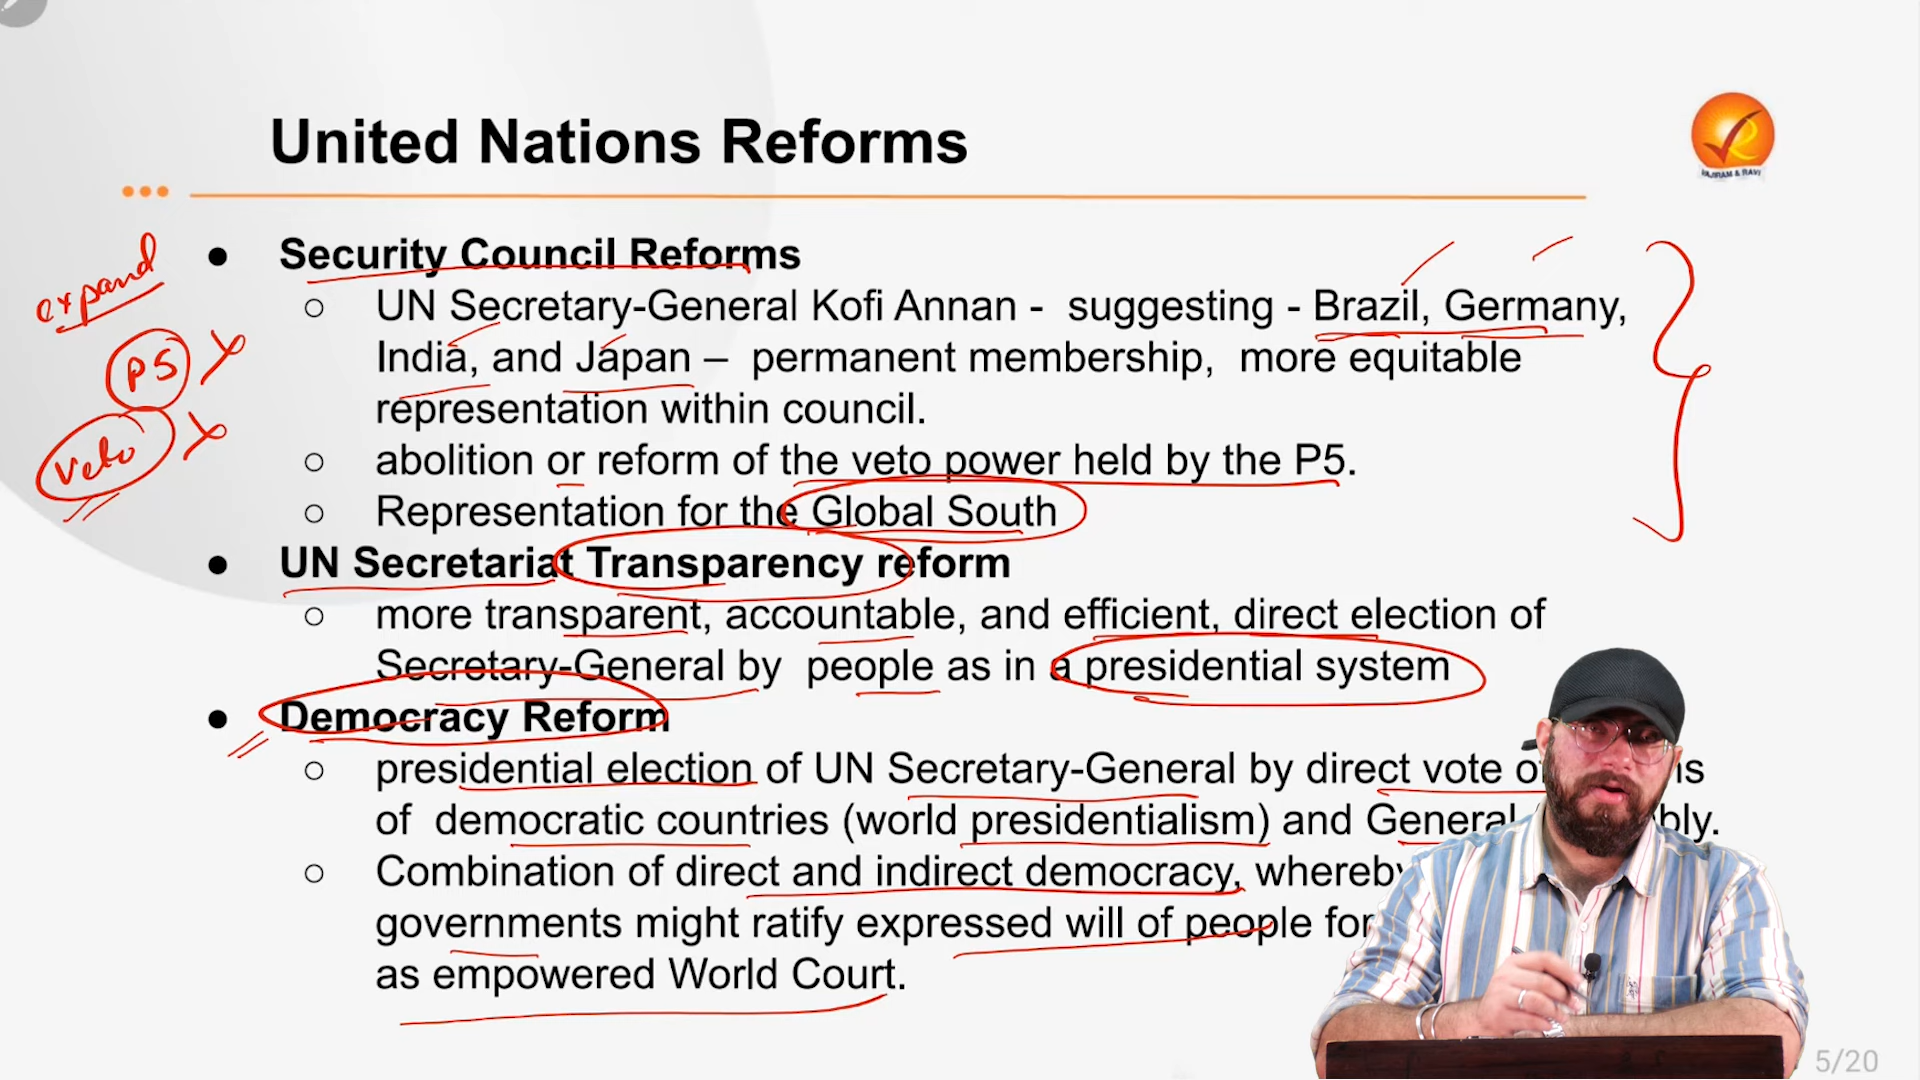 United Nations Reforms
VAJIRAM & RAVI
expand
P5
Veto
● Security Council Reforms
○ UN Secretary-General Kofi Annan - suggesting - Brazil, Germany,
India, and Japan – permanent membership, more equitable
representation within council.
○ abolition or reform of the veto power held by the P5.
○ Representation for the Global South
● UN Secretariat Transparency reform
○ more transparent, accountable, and efficient, direct election of
Secretary-General by people as in a presidential system
● Democracy Reform
○ presidential election of UN Secretary-General by direct vote
of democratic countries (world presidentialism) and General
○ Combination of direct and indirect democracy, whereby
governments might ratify expressed will of people for
as empowered World Court.
5/20